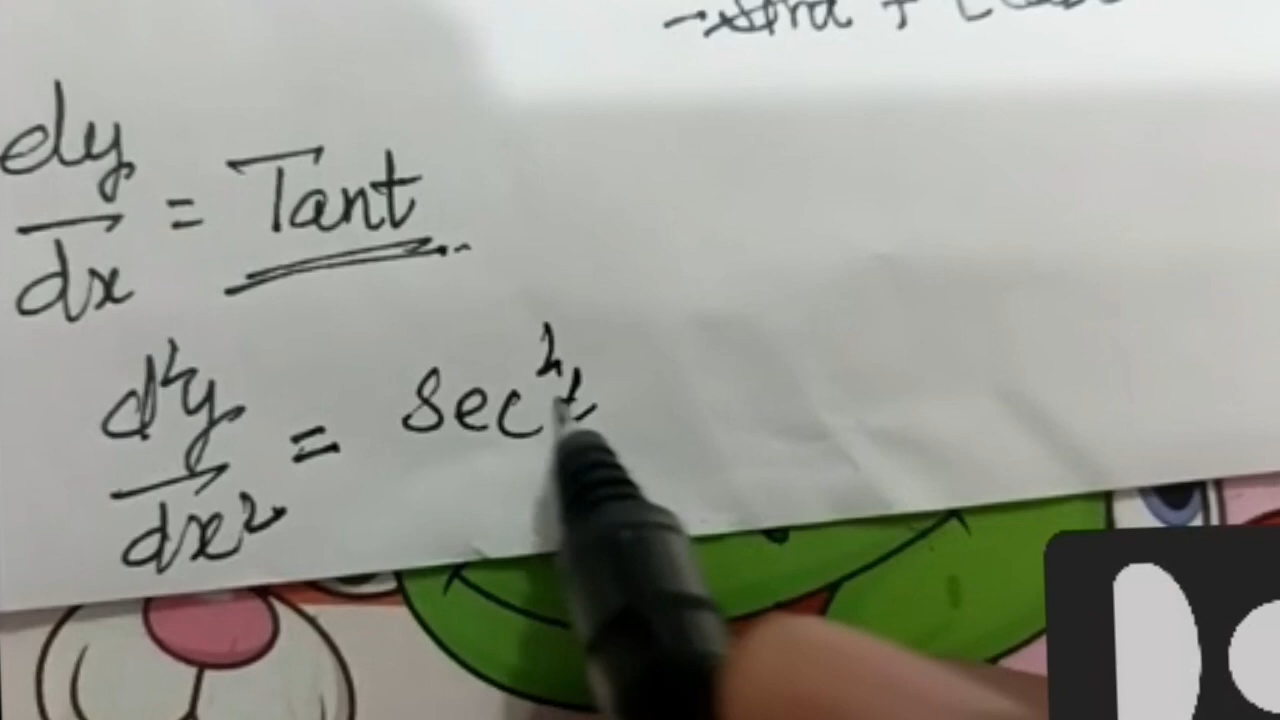 dy/dx = Tant
d²y/dx² = sec²t